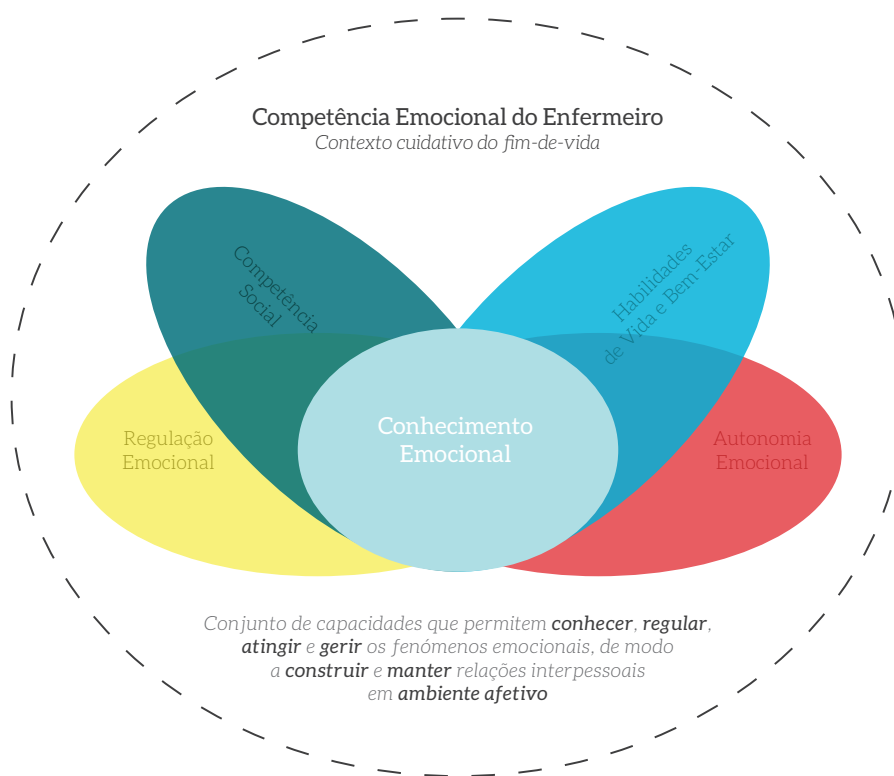 Competência Emocional do Enfermeiro
Contexto cuidativo do fim-de-vida
Competência
Social
Habilidades
de Vida e Bem-Estar
Regulação
Emocional
Conhecimento
Emocional
Autonomia
Emocional
Conjunto de capacidades que permitem conhecer, regular,
atingir e gerir os fenómenos emocionais, de modo
a construir e manter relações interpessoais
em ambiente afetivo